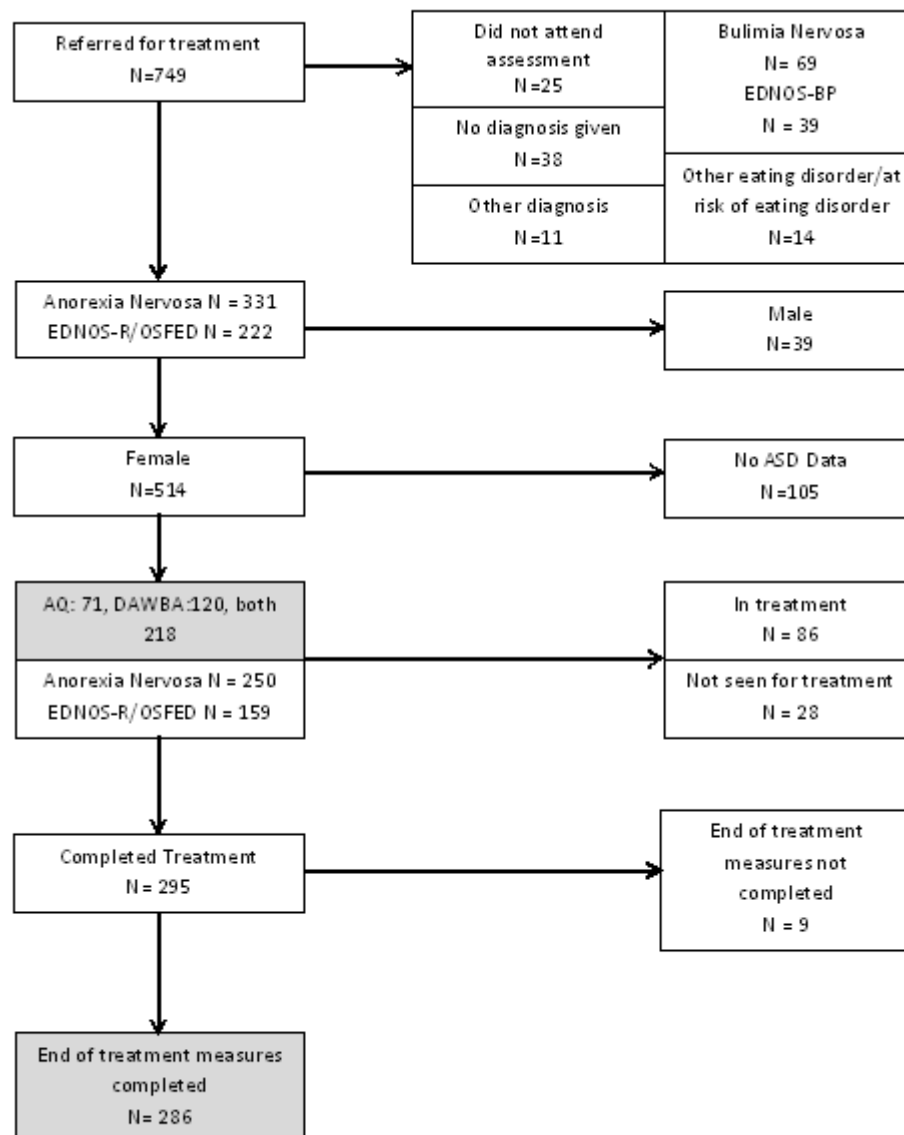 Referred for treatment
N=749
Did not attend
assessment
N=25
No diagnosis given
N=38
Other diagnosis
N=11
Bulimia Nervosa
N= 69
EDNOS-BP
N = 39
Other eating disorder/at
risk of eating disorder
N=14
Anorexia Nervosa N = 331
EDNOS-R/OSFED N = 222
Male
N=39
Female
N=514
No ASD Data
N=105
AQ: 71, DAWBA:120, both
218
Anorexia Nervosa N = 250
EDNOS-R/OSFED N = 159
In treatment
N = 86
Not seen for treatment
N = 28
Completed Treatment
N = 295
End of treatment
measures not
completed
N = 9
End of treatment measures
completed
N= 286